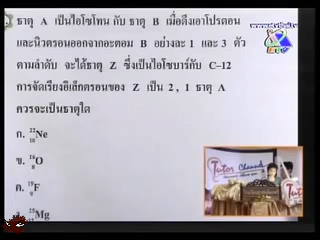 ธาตุ A เป็นไอโซโทน กับ ธาตุ B เมื่อดึงเอาโปรตอน
และนิวตรอนออกจากอะตอม B อย่างละ 1 และ 3 ตัว
ตามลำดับ จะได้ธาตุ Z ซึ่งเป็นไอโซบาร์กับ C-12
การจัดเรียงอิเล็กตรอนของ Z เป็น 2, 1 ธาตุ A
ควรจะเป็นธาตุใด
ก. ²²₁₀Ne
ข. ¹⁶₈O
ค. ¹⁹₉F
Mg
Tutor Channel